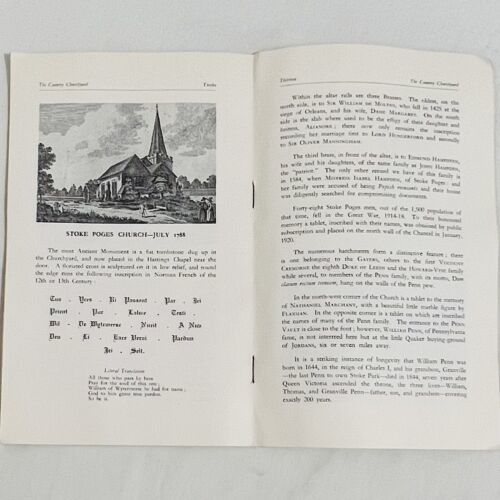 The Country Churchyard Twelve
STOKE POGES CHURCH—JULY 1788
The most Ancient Monument is a flat tombstone dug up in
the Churchyard, and now placed in the Hastings Chapel near the
door. A floriated cross is sculptured on it in low relief, and round
the edge runs the following inscription in Norman French of the
12th or 13th Century:
Tus . Yees . Ki Passent . Par . Ici
Prient . Pur . Lalme . Cesti
Wil . De Wytemerse . Numt . A Nus
Deu . Li . Face Verei . Pardun
Issi . Seit.
Literal Translation
All those who pass by here
Pray for the soul of this one;
William of Wytermerse he had for name;
God to him grant true pardon.
So be it.
Thirteen The Country Churchyard
Within the altar rails are three Brasses. The oldest, on the
north side, is to SIR WILLIAM DE MOLYNS, who fell in 1425 at the
siege of Orleans, and his wife, DAME MARGARET. On the south
side is the slab where used to be the effigy of their daughter and
heiress, ALIANORE; there now only remains the inscription
recording her marriage first to LORD HUNGERFORD and secondly
to SIR OLIVER MANNINGHAM.
The third brass, in front of the altar, is to EDMUND HAMPDEN,
his wife and his daughters, of the same family as JOHN HAMPDEN,
the "patriot." The only other record we have of this family is
in 1584, when MISTRESS ISABEL HAMPDEN, of Stoke Poges and
her family were accused of being Popish recusants and their house
was diligently searched for compromising documents.
Forty-eight Stoke Poges men, out of the 1,500 population of
that time, fell in the Great War, 1914-18. To their honoured
memory a tablet, inscribed with their names, was obtained by public
subscription and placed on the north wall of the Chancel in January,
1920.
The numerous hatchments form a distinctive feature; there
is one belonging to the GAYERS, others to the first VISCOUNT
CREMORNE the eighth DUKE OF LEEDS and the HOWARD-VYSE family
while several, to members of the PENN family, with its motto, Dum
clavum rectum teneam, hang on the walls of the Penn pew.
In the north-west corner of the Church is a tablet to the memory
of NATHANIEL MARCHANT, with a beautiful little marble figure by
FLAXMAN. In the opposite corner is a tablet on which are inscribed
the names of many of the Penn family. The entrance to the PENN
VAULT is close to the font; however, WILLIAM PENN, of Pennsylvania
fame, is not interred here but at the little Quaker burying-ground
of JORDANS, six or seven miles away.
It is a striking instance of longevity that William Penn was
born in 1644, in the reign of Charles I, and his grandson, Granville
—the last Penn to own Stoke Park—died in 1844, seven years after
Queen Victoria ascended the throne, the three lives—William,
Thomas, and Granville Penn—father, son, and grandson—covering
exactly 200 years.